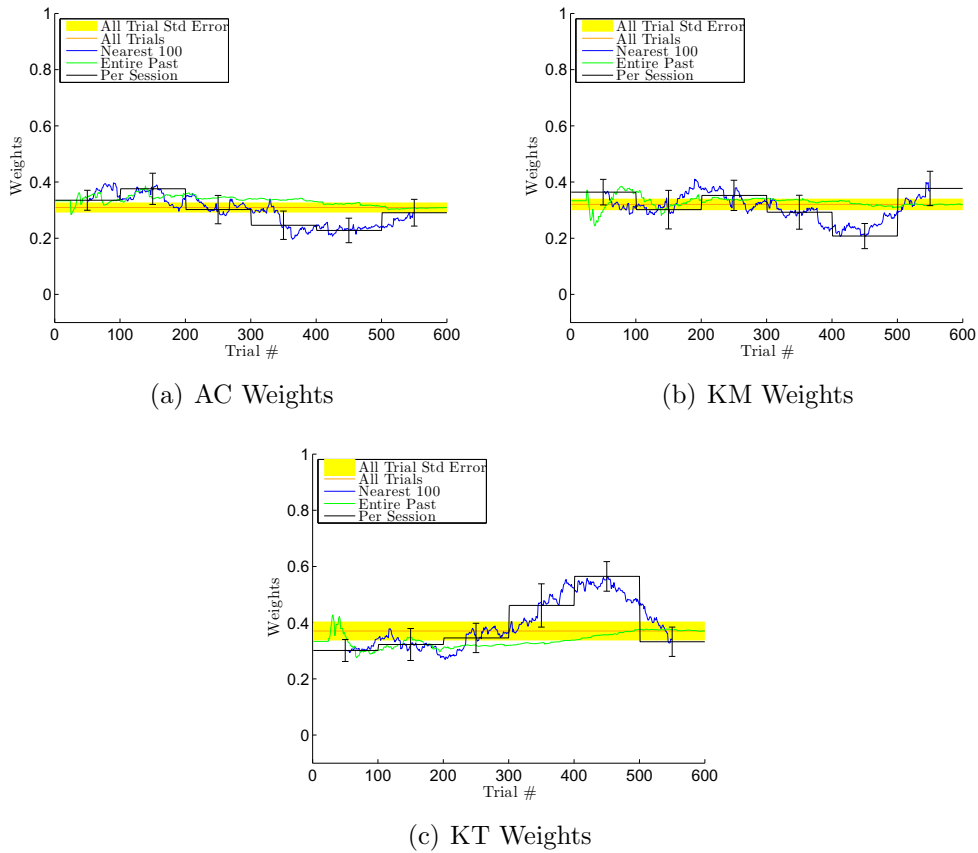 All Trial Std Error
All Trials
Nearest 100
Entire Past
Per Session
Weights
1
0.8
0.6
0.4
0.2
0
0 100 200 300 400 500 600
Trial #
(a) AC Weights
All Trial Std Error
All Trials
Nearest 100
Entire Past
Per Session
Weights
1
0.8
0.6
0.4
0.2
0
0 100 200 300 400 500 600
Trial #
(b) KM Weights
All Trial Std Error
All Trials
Nearest 100
Entire Past
Per Session
Weights
1
0.8
0.6
0.4
0.2
0
0 100 200 300 400 500 600
Trial #
(c) KT Weights